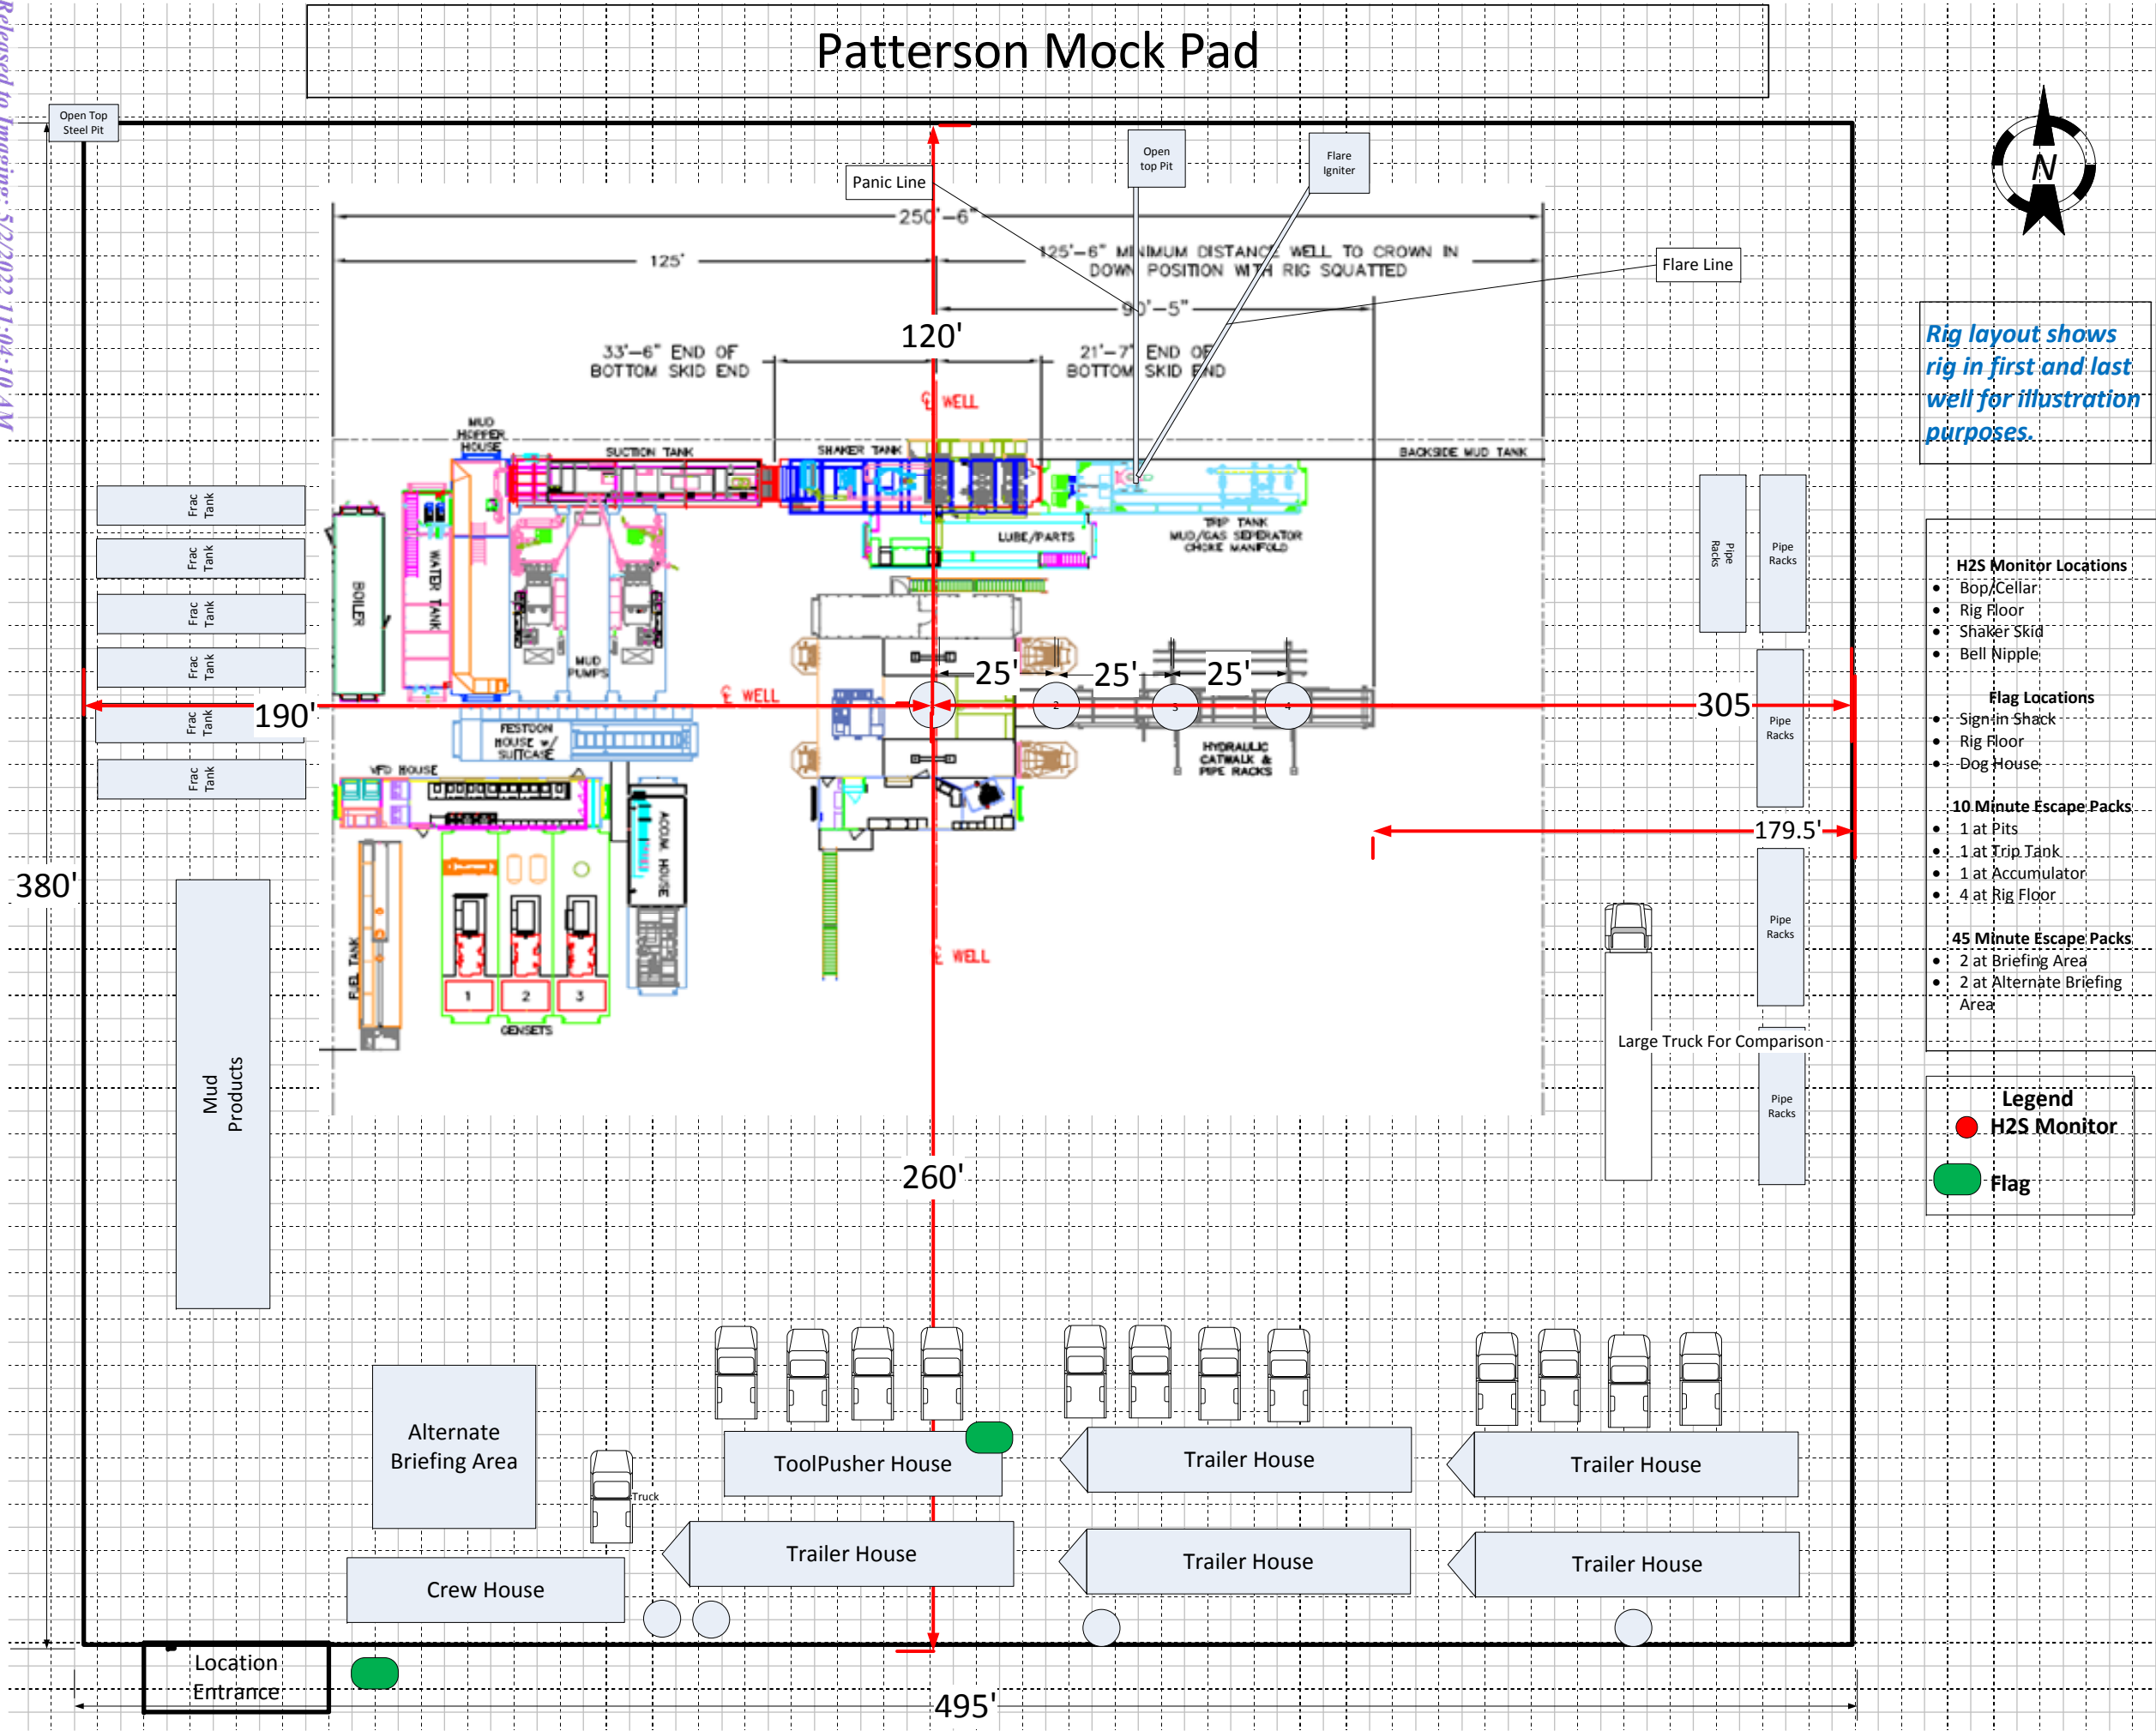 Released to Imaging: 5/2/2022 11:04:10 AM
Patterson Mock Pad
Open Top
Steel Pit
Open
top Pit
Flare
Igniter
Panic Line
N
250'-6"
125'
125'-6" MINIMUM DISTANCE WELL TO CROWN IN
DOWN POSITION WITH RIG SQUATTED
Flare Line
90'-5"
120'
33'-6" END OF
BOTTOM SKID END
21'-7" END OF
BOTTOM SKID END
Rig layout shows
rig in first and last
well for illustration
purposes.
℄ WELL
MUD
HOPPER
HOUSE
SUCTION TANK
SHAKER TANK
BACKSIDE MUD TANK
Frac
Tank
Frac
Tank
Frac
Tank
Frac
Tank
Frac
Tank
Frac
Tank
BOILER
WATER TANK
MUD
PUMPS
LUBE/PARTS
TRIP TANK
MUD/GAS SEPERATOR
CHOKE MANIFOLD
Pipe
Racks
Pipe
Racks
H2S Monitor Locations
• Bop/Cellar
• Rig Floor
• Shaker Skid
• Bell Nipple
Flag Locations
• Sign in Shack
• Rig Floor
• Dog House
10 Minute Escape Packs
• 1 at Pits
• 1 at Trip Tank
• 1 at Accumulator
• 4 at Rig Floor
45 Minute Escape Packs
• 2 at Briefing Area
• 2 at Alternate Briefing
Area
25'
25'
25'
℄ WELL
190'
2
3
4
305
Pipe
Racks
FESTOON
HOUSE w/
SUITCASE
HYDRAULIC
CATWALK &
PIPE RACKS
VFD HOUSE
179.5'
ACCUM. HOUSE
380'
Pipe
Racks
FUEL TANK
℄ WELL
1
2
3
GENSETS
Large Truck For Comparison
Mud
Products
Pipe
Racks
Legend
H2S Monitor
Flag
260'
Alternate
Briefing Area
ToolPusher House
Trailer House
Trailer House
Truck
Trailer House
Trailer House
Trailer House
Crew House
Location
Entrance
495'